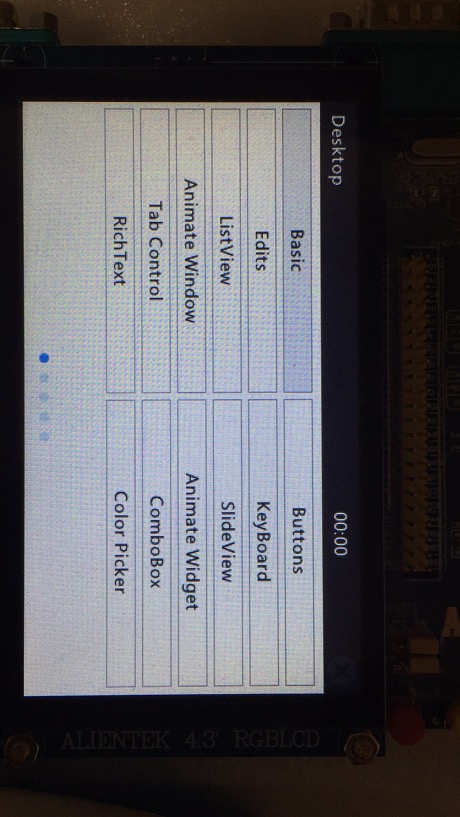 Desktop 00:00
Basic Buttons
Edits KeyBoard
ListView SlideView
Animate Window Animate Widget
Tab Control ComboBox
RichText Color Picker
ALIENTEK 4.3' RGBLCD